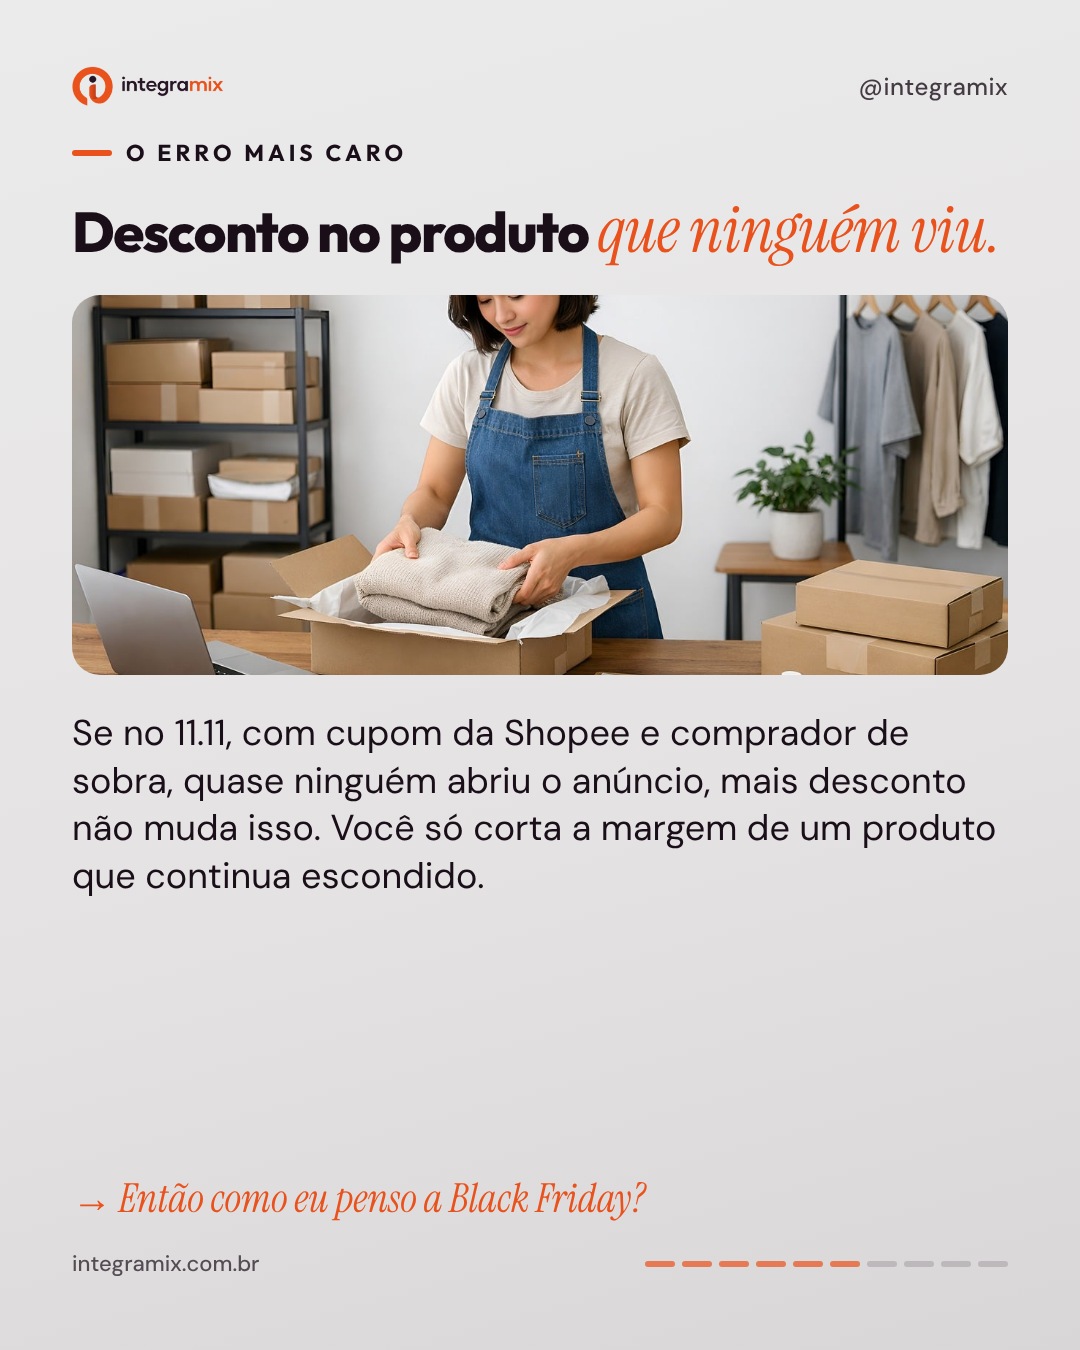 integramix
@integramix
O ERRO MAIS CARO
Desconto no produto que ninguém viu.
Se no 11.11, com cupom da Shopee e comprador de
sobra, quase ninguém abriu o anúncio, mais desconto
não muda isso. Você só corta a margem de um produto
que continua escondido.
→ Então como eu penso a Black Friday?
integramix.com.br